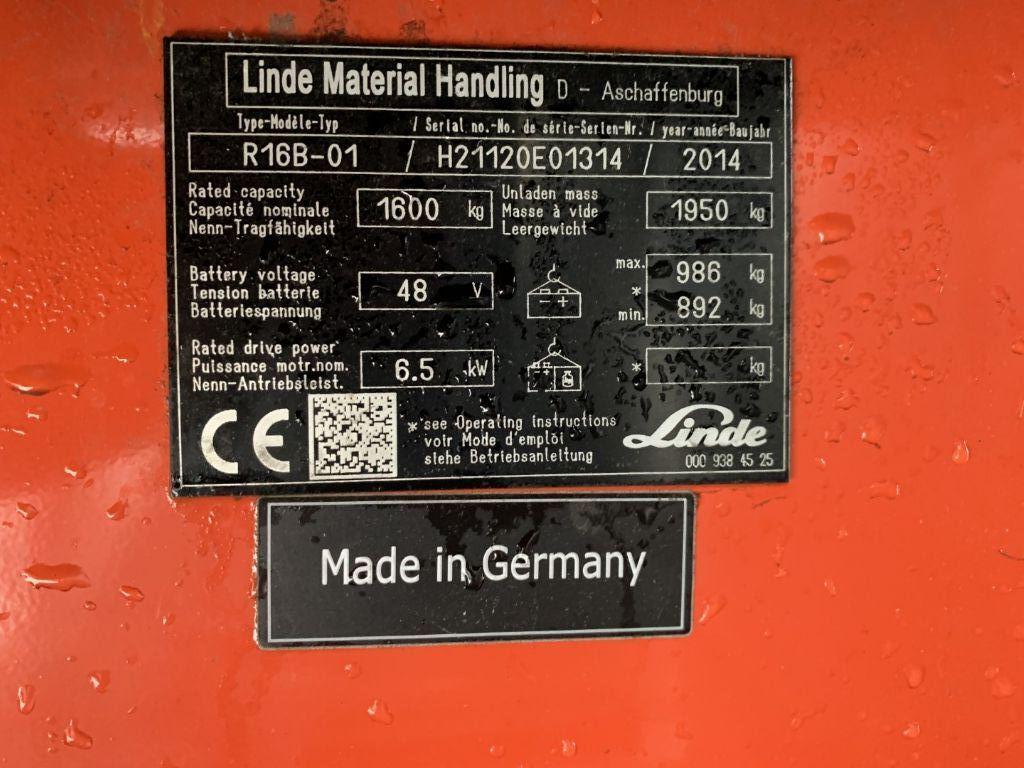 Linde Material Handling D - Aschaffenburg
Type-Modèle-Typ / Serial no.-No. de série-Serien-Nr. / year-année-Baujahr
R16B-01 / H21120E01314 / 2014
Rated capacity
Capacité nominale
Nenn-Tragfähigkeit
1600 kg
Unladen mass
Masse à vide
Leergewicht
1950 kg
Battery voltage
Tension batterie
Batteriespannung
48 V
- +
max. 986 kg
*
min. 892 kg
Rated drive power
Puissance motr.nom.
Nenn-Antriebsleist.
6.5 kW
* kg
CE
*see Operating instructions
voir Mode d'emploi
siehe Betriebsanleitung
Linde
000 938 45 25
Made in Germany